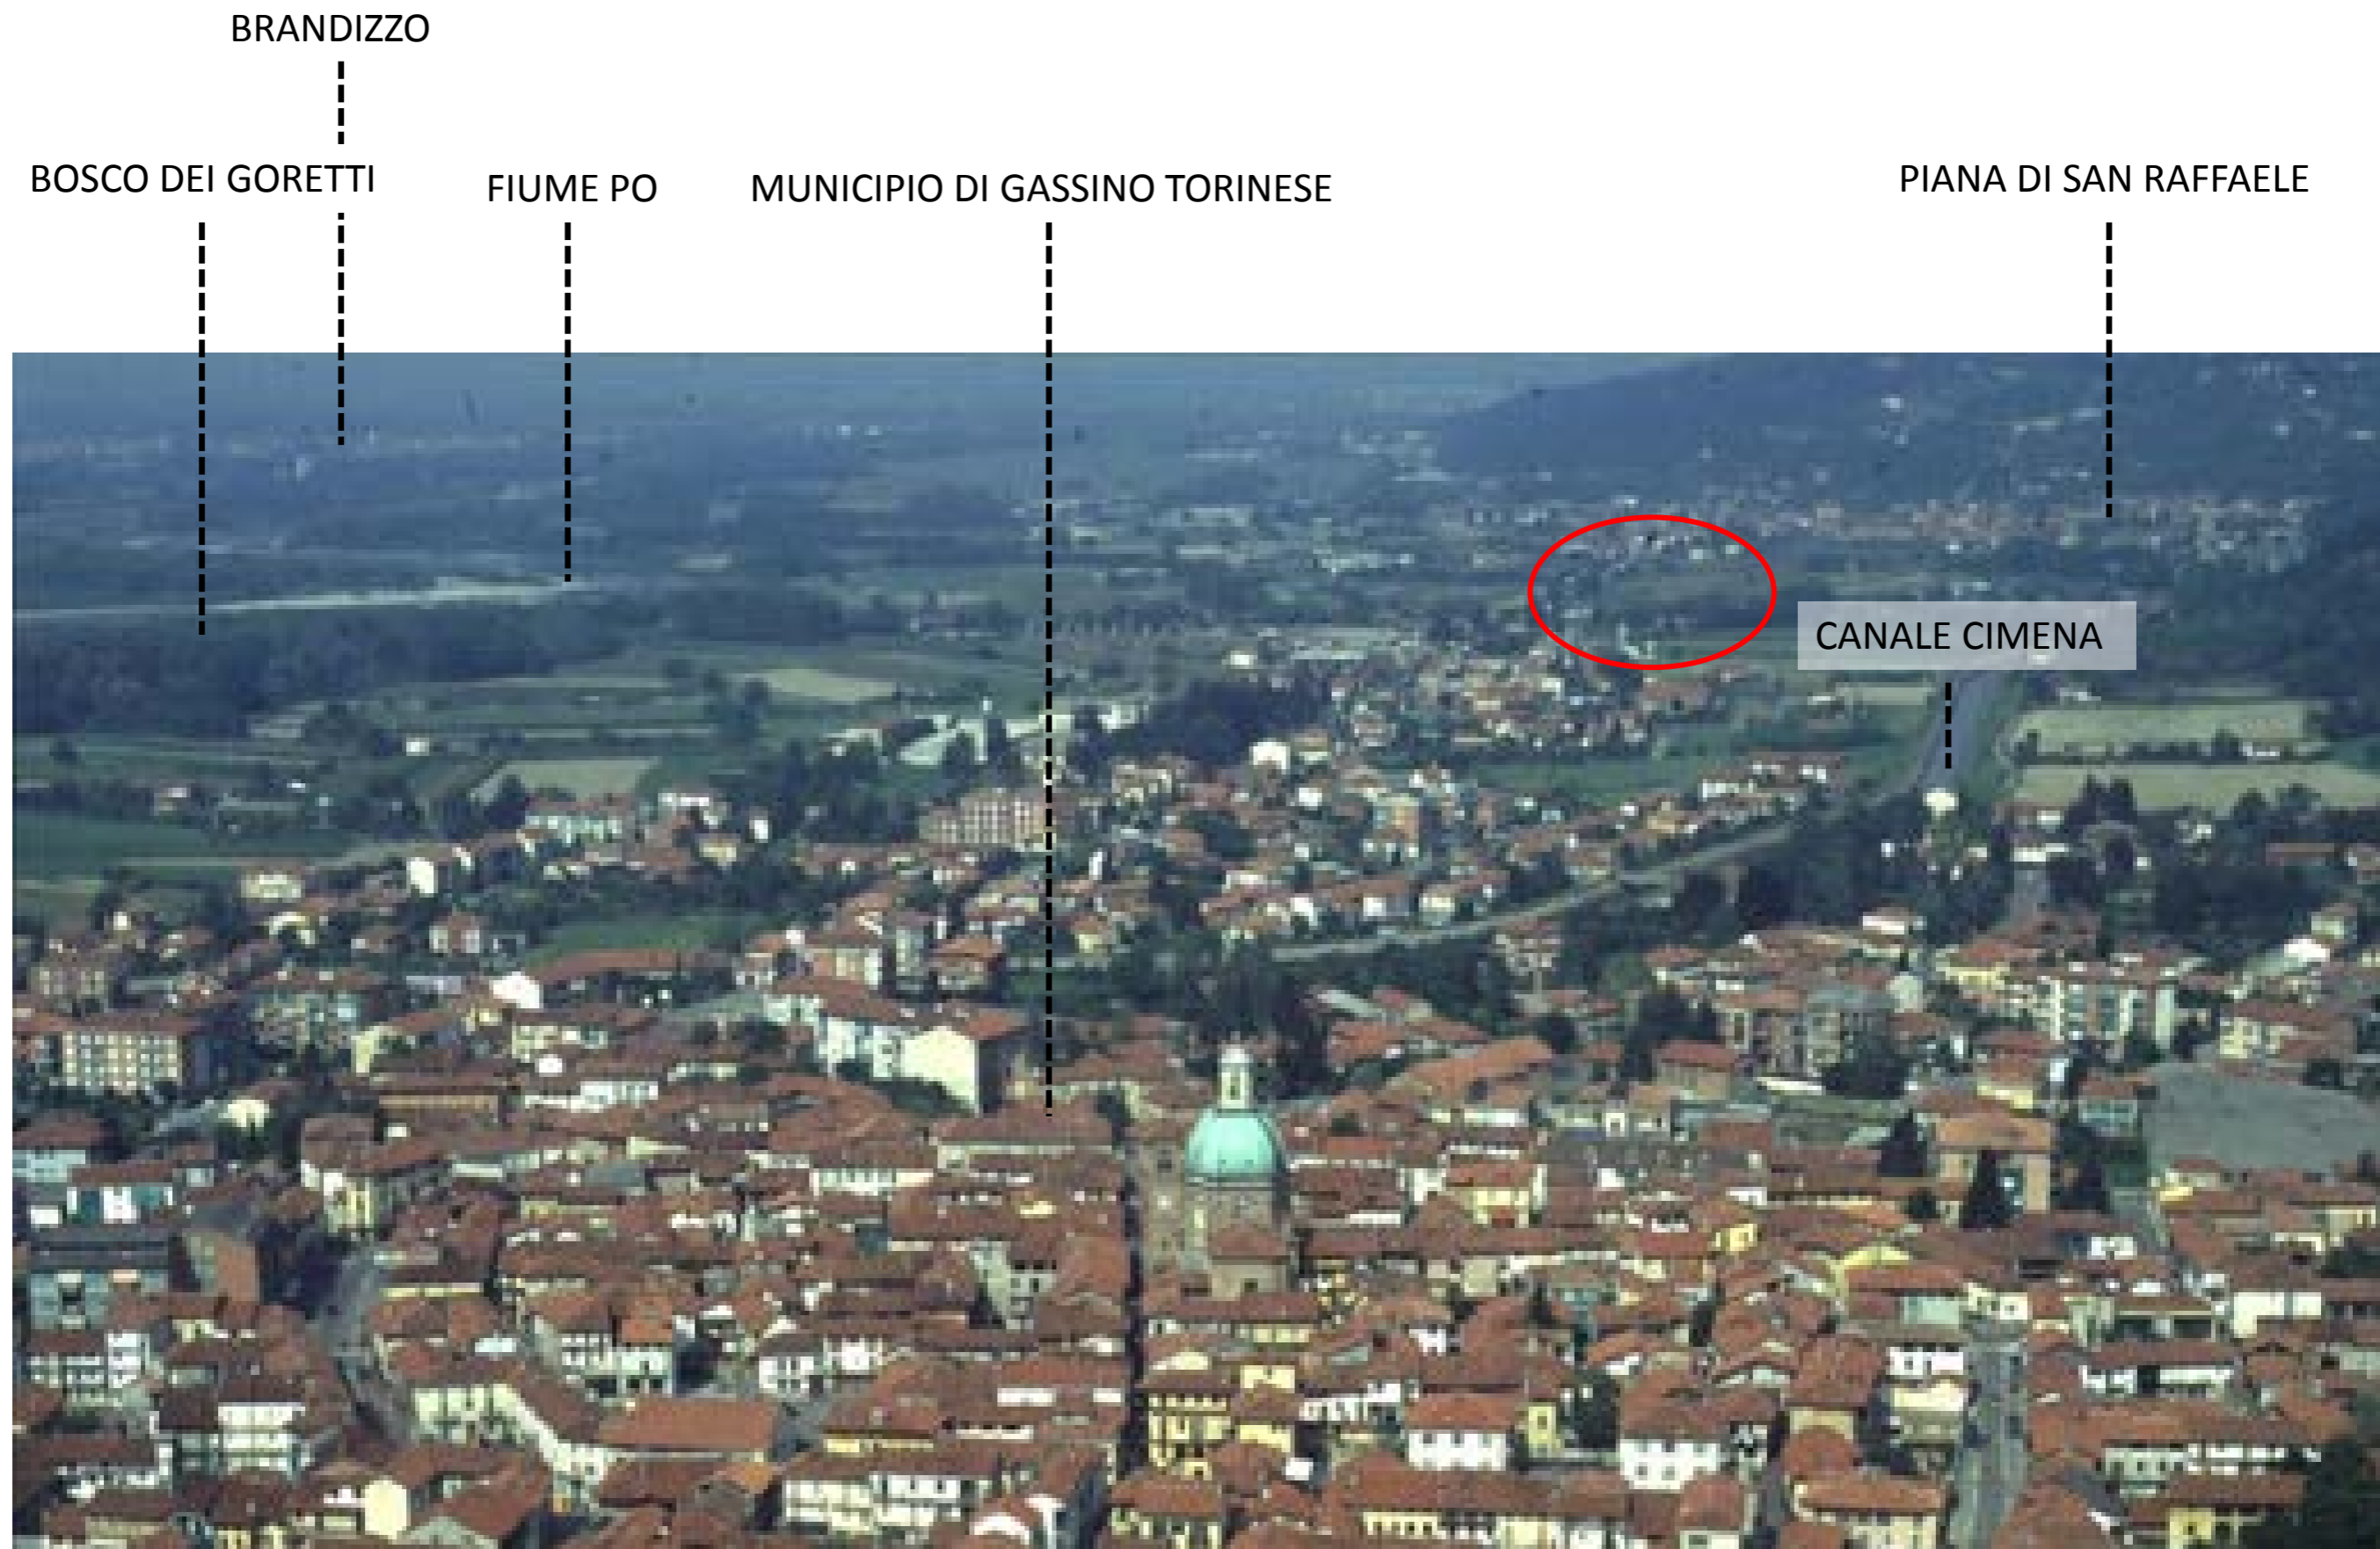 BRANDIZZO
BOSCO DEI GORETTI
FIUME PO
MUNICIPIO DI GASSINO TORINESE
PIANA DI SAN RAFFAELE
CANALE CIMENA